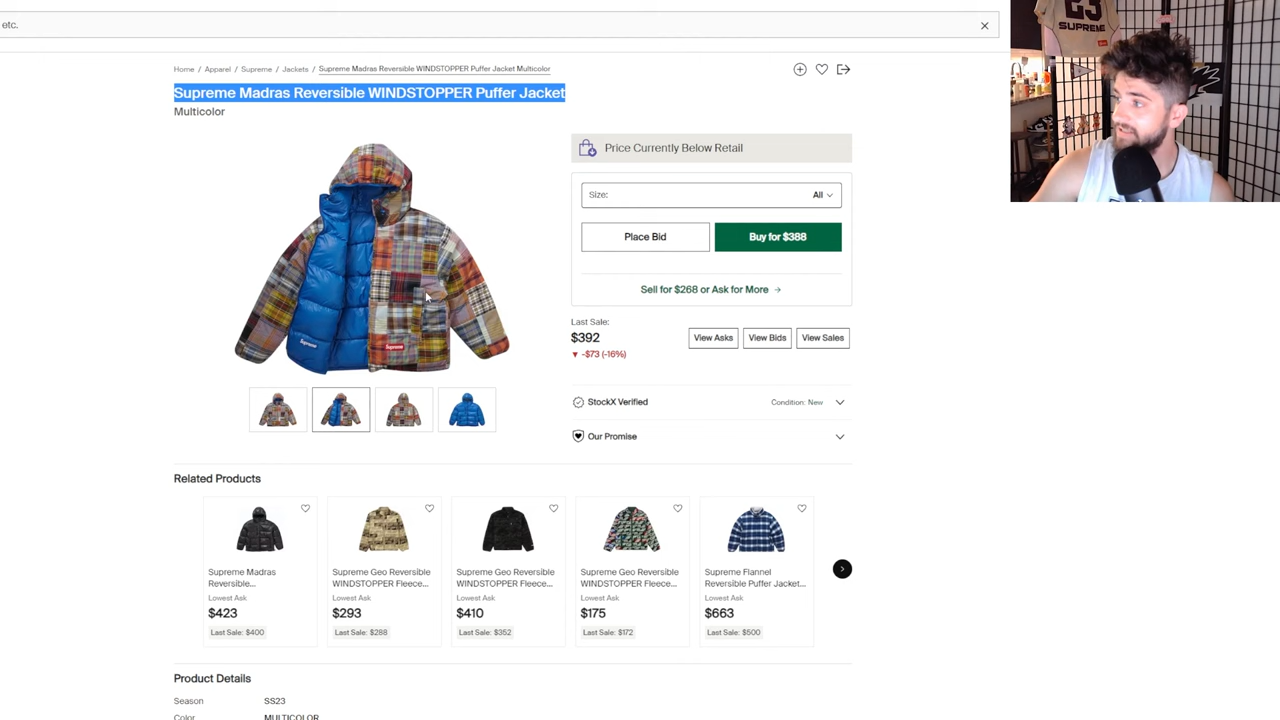 etc.
23
SUPREME
Home / Apparel / Supreme / Jackets / Supreme Madras Reversible WINDSTOPPER Puffer Jacket Multicolor
Supreme Madras Reversible WINDSTOPPER Puffer Jacket
Multicolor
Price Currently Below Retail
Size: All
Place Bid
Buy for $388
Sell for $268 or Ask for More →
Last Sale:
$392
▼ -$73 (-16%)
View Asks
View Bids
View Sales
Supreme
Supreme
StockX Verified
Condition: New
Our Promise
Related Products
Supreme Madras
Reversible...
Lowest Ask
$423
Last Sale: $400
Supreme Geo Reversible
WINDSTOPPER Fleece...
Lowest Ask
$293
Last Sale: $288
Supreme Geo Reversible
WINDSTOPPER Fleece...
Lowest Ask
$410
Last Sale: $352
Supreme Geo Reversible
WINDSTOPPER Fleece...
Lowest Ask
$175
Last Sale: $172
Supreme Flannel
Reversible Puffer Jacket...
Lowest Ask
$663
Last Sale: $500
Product Details
Season SS23
Color MULTICOLOR